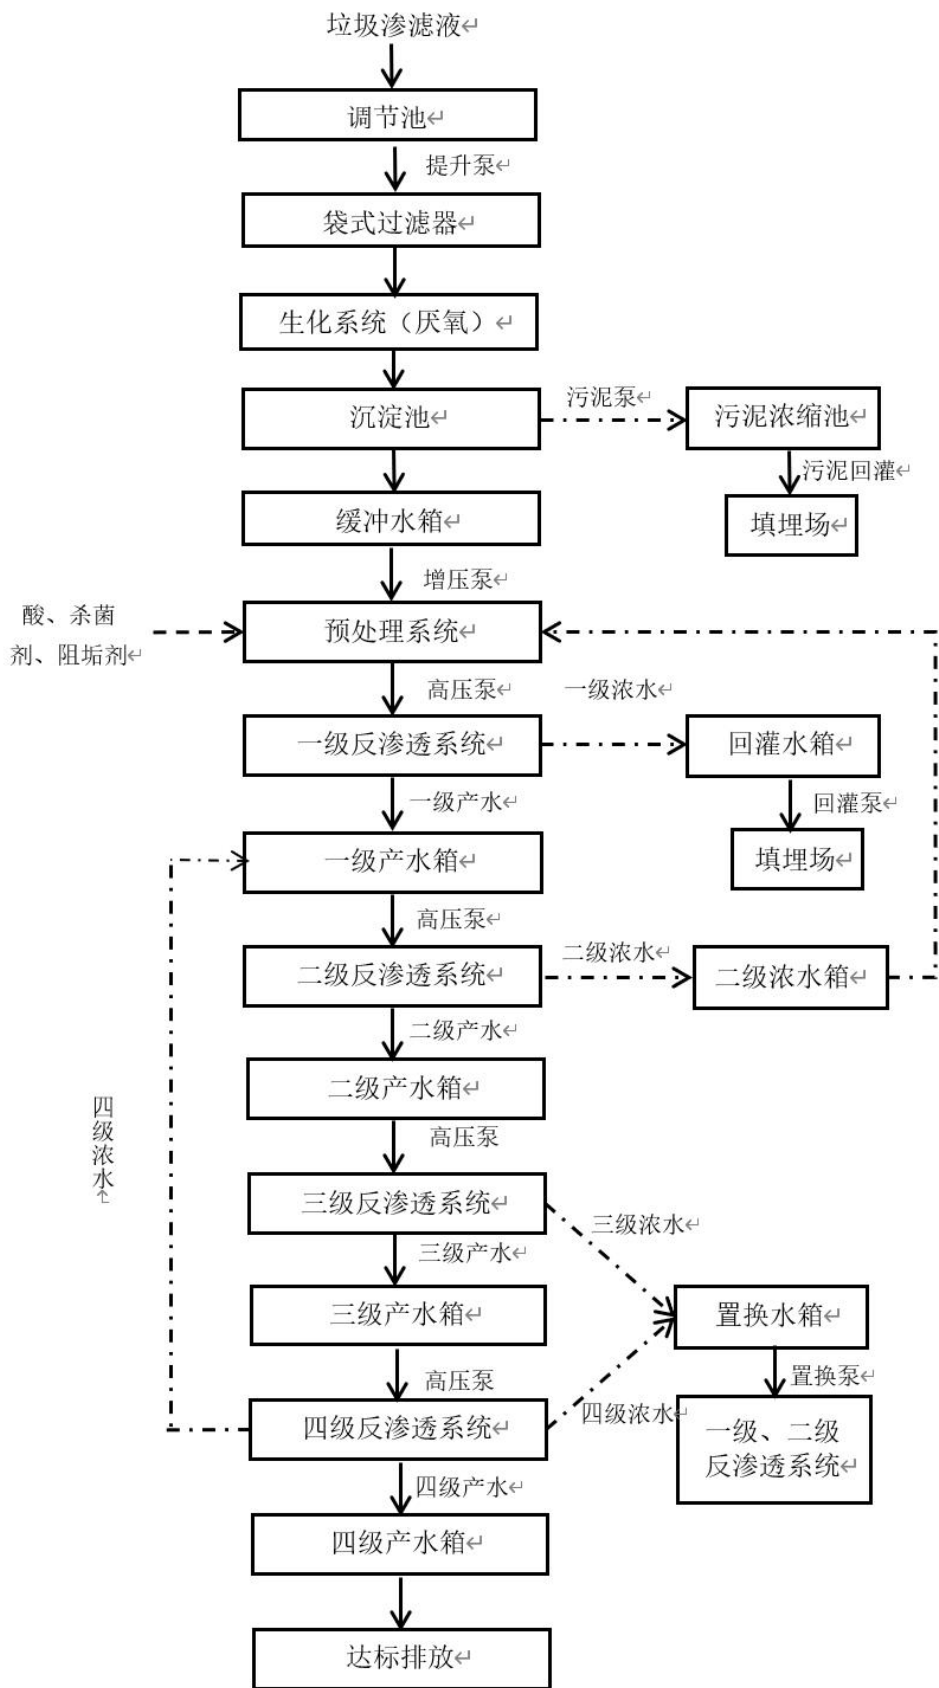 垃圾渗滤液↵
调节池↵
提升泵↵
袋式过滤器↵
生化系统（厌氧）↵
沉淀池↵
污泥泵↵
污泥浓缩池↵
污泥回灌↵
填埋场↵
缓冲水箱↵
增压泵↵
酸、杀菌
剂、阻垢剂↵
预处理系统↵
高压泵↵
一级浓水↵
一级反渗透系统↵
回灌水箱↵
一级产水↵
回灌泵↵
一级产水箱↵
填埋场↵
高压泵↵
二级浓水↵
二级反渗透系统↵
二级浓水箱↵
二级产水↵
二级产水箱↵
四级浓水↵
高压泵
三级反渗透系统↵
三级浓水↵
三级产水↵
三级产水箱↵
置换水箱↵
高压泵
置换泵↵
四级反渗透系统↵
四级浓水↵
一级、二级
反渗透系统↵
四级产水↵
四级产水箱↵
达标排放↵